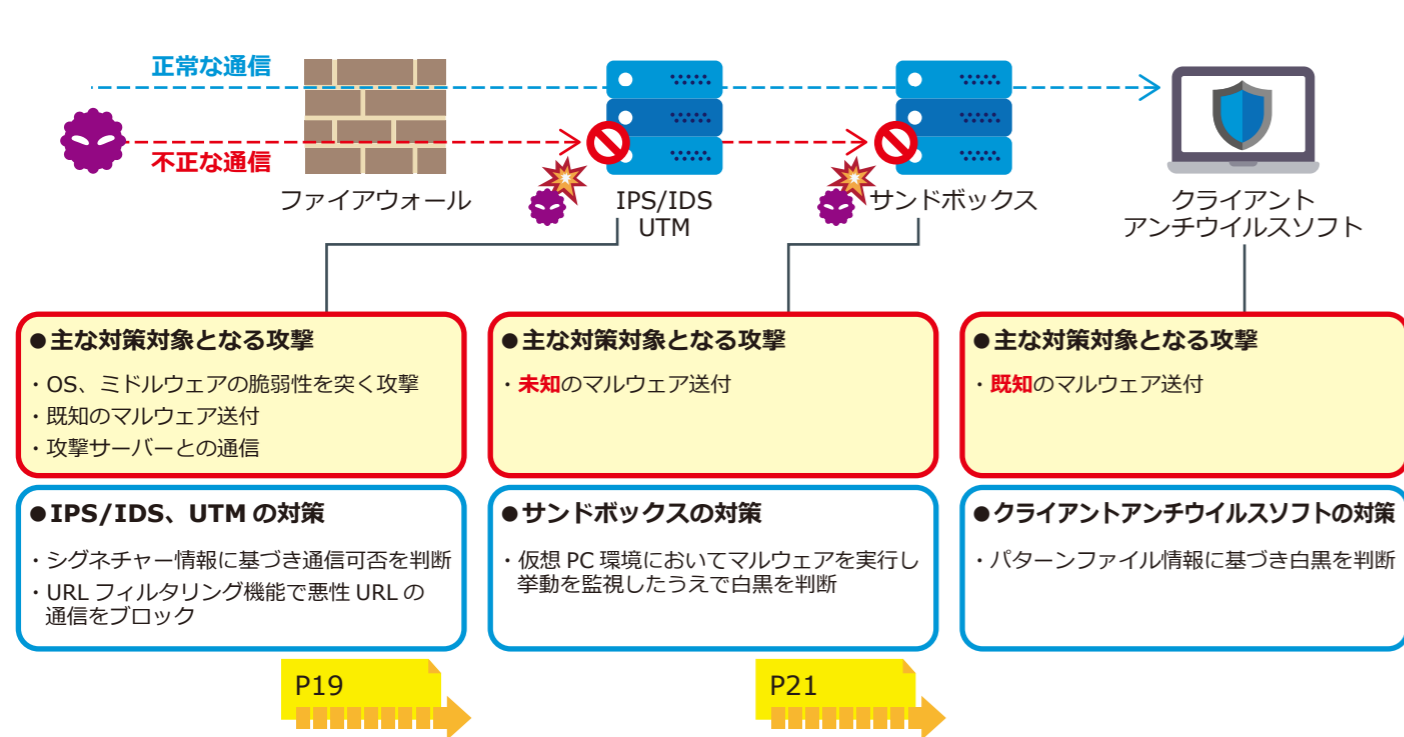 正常な通信
不正な通信
ファイアウォール
IPS/IDS
UTM
サンドボックス
クライアント
アンチウイルスソフト
●主な対策対象となる攻撃
・OS、ミドルウェアの脆弱性を突く攻撃
・既知のマルウェア送付
・攻撃サーバーとの通信
●主な対策対象となる攻撃
・未知のマルウェア送付
●主な対策対象となる攻撃
・既知のマルウェア送付
●IPS/IDS、UTM の対策
・シグネチャー情報に基づき通信可否を判断
・URL フィルタリング機能で悪性 URL の
通信をブロック
●サンドボックスの対策
・仮想 PC 環境においてマルウェアを実行し
挙動を監視したうえで白黒を判断
●クライアントアンチウイルスソフトの対策
・パターンファイル情報に基づき白黒を判断
P19
P21